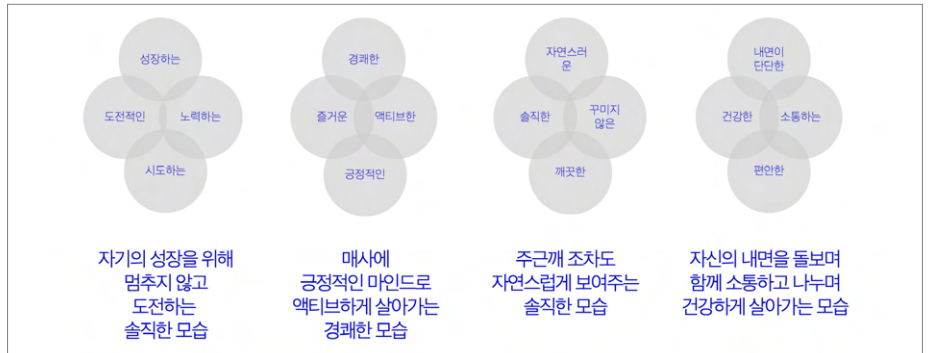 성장하는
도전적인
노력하는
시도하는
경쾌한
즐거운
액티브한
긍정적인
자연스러
운
솔직한
꾸미지
않은
깨끗한
내면이
단단한
건강한
소통하는
편안한
자기의 성장을 위해
멈추지 않고
도전하는
솔직한 모습
매사에
긍정적인 마인드로
액티브하게 살아가는
경쾌한 모습
주근깨 조차도
자연스럽게 보여주는
솔직한 모습
자신의 내면을 돌보며
함께 소통하고 나누며
건강하게 살아가는 모습